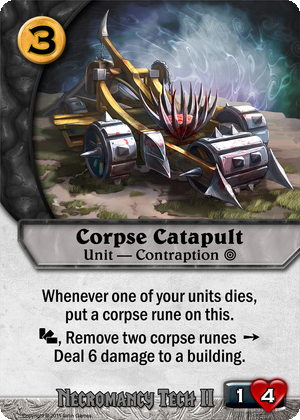 3
Corpse Catapult
Unit — Contraption ◎
Whenever one of your units dies,
put a corpse rune on this.
, Remove two corpse runes →
Deal 6 damage to a building.
Necromancy Tech II
1 4